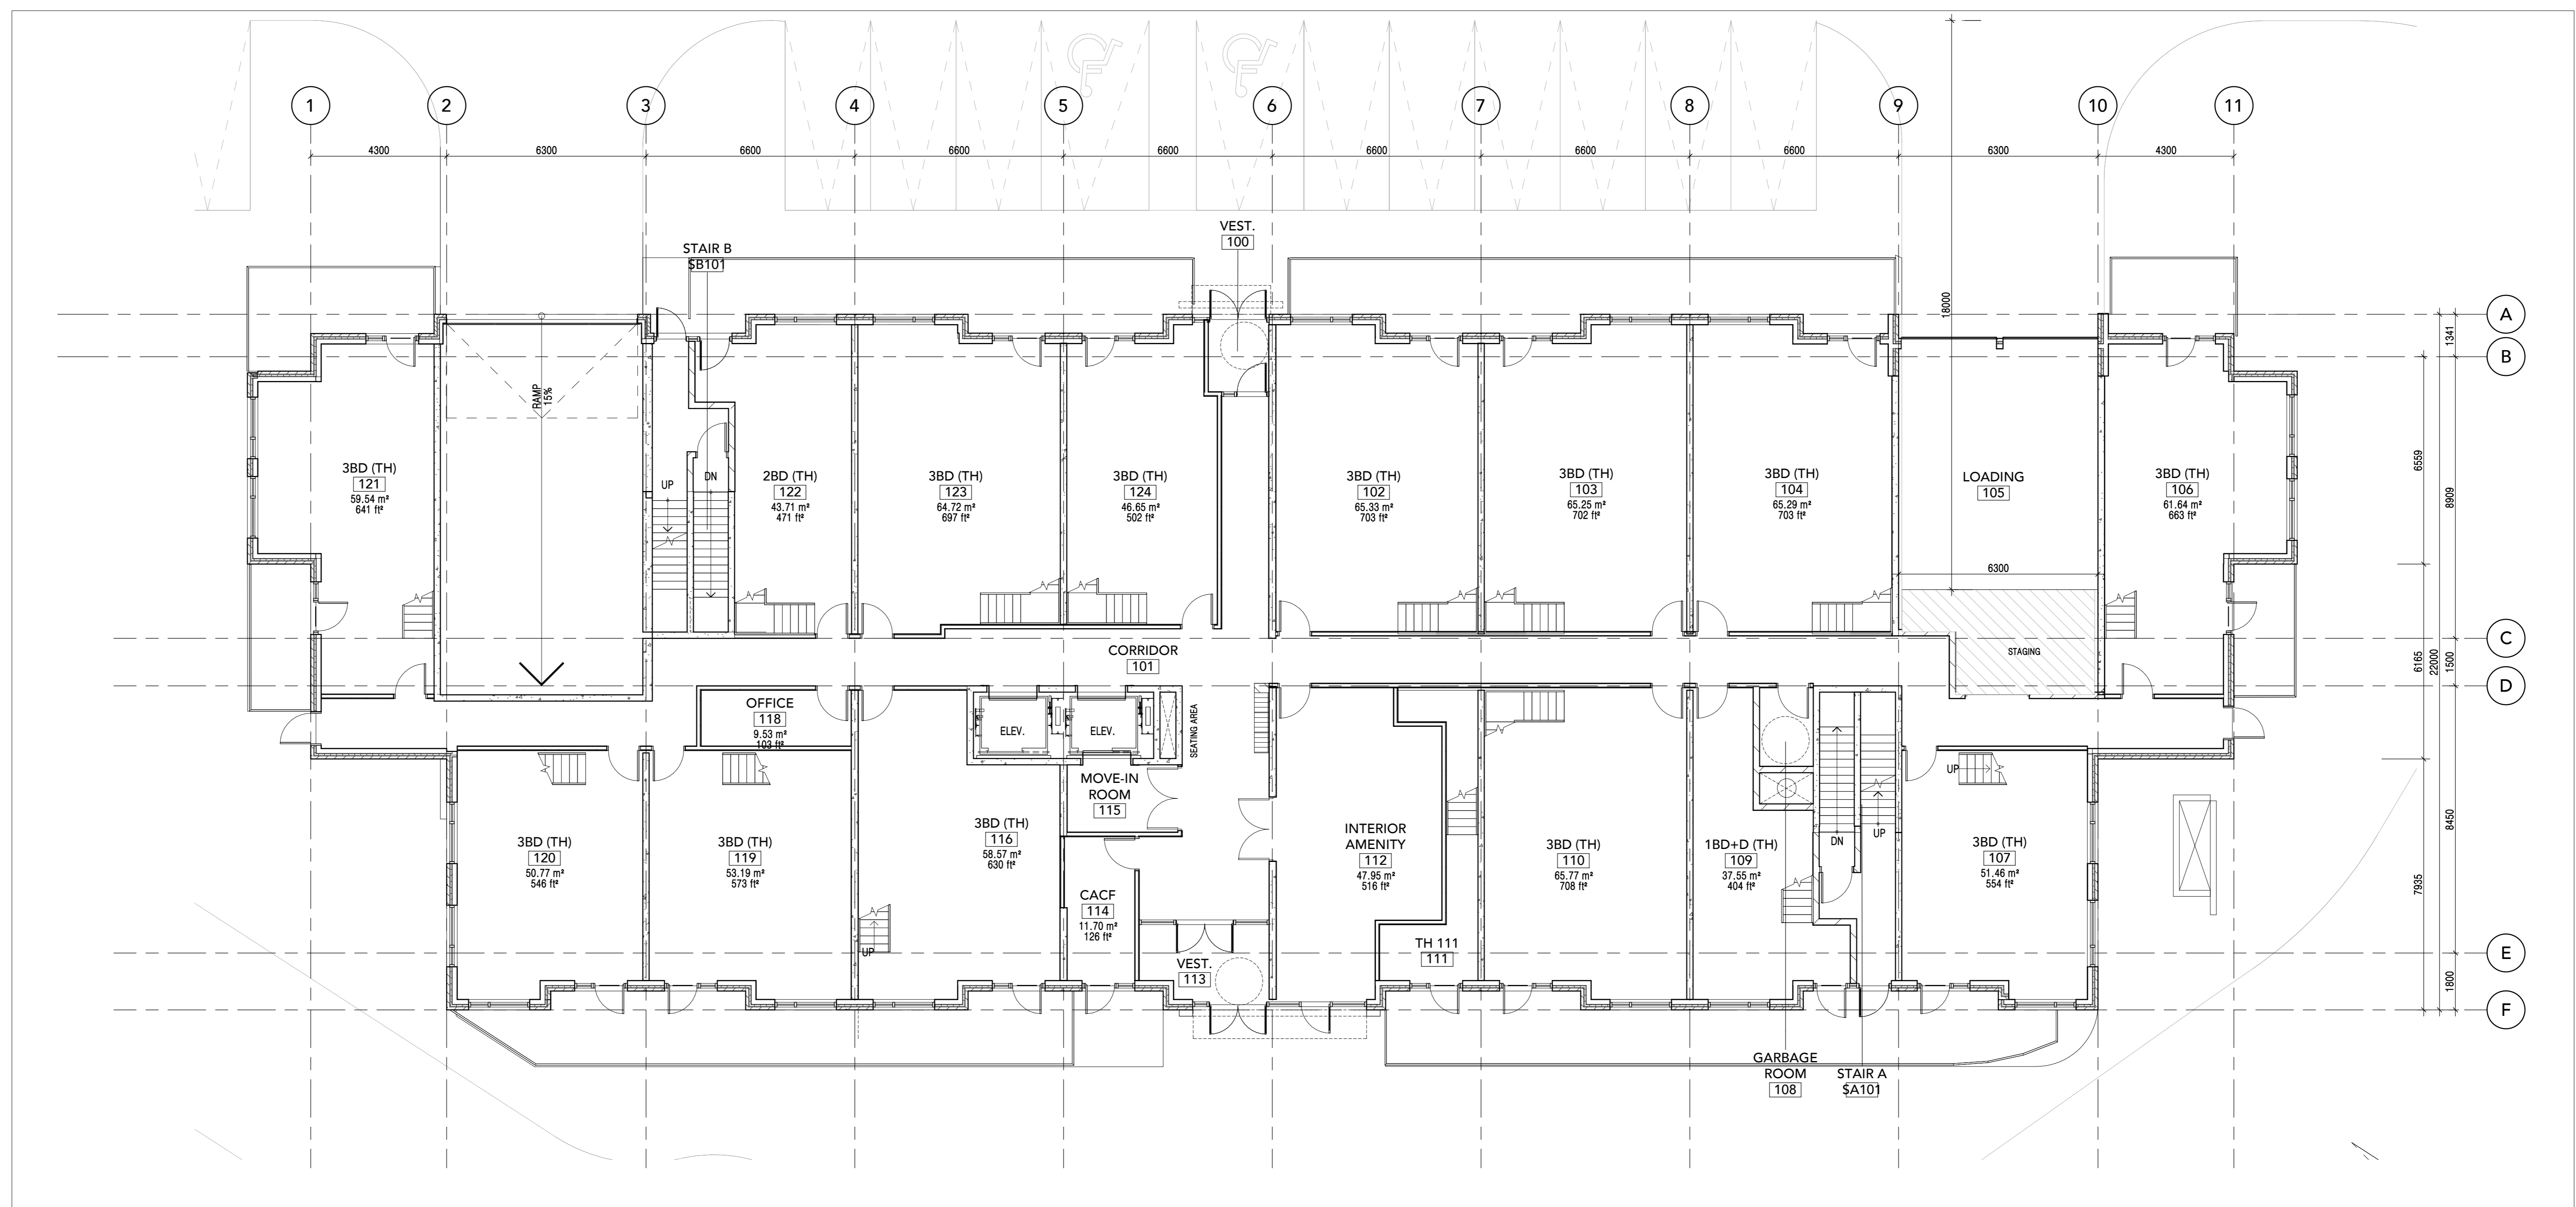 1
2
3
4
5
6
7
8
9
10
11
4300
6300
6600
6600
6600
6600
6600
6600
6300
4300
18000
VEST.
100
STAIR B
SB101
A
1341
B
RAMP
15%
3BD (TH)
121
59.54 m²
641 ft²
UP
DN
2BD (TH)
122
43.71 m²
471 ft²
3BD (TH)
123
64.72 m²
697 ft²
3BD (TH)
124
46.65 m²
502 ft²
3BD (TH)
102
65.33 m²
703 ft²
3BD (TH)
103
65.25 m²
702 ft²
3BD (TH)
104
65.29 m²
703 ft²
LOADING
105
3BD (TH)
106
61.64 m²
663 ft²
6559
8909
6300
CORRIDOR
101
STAGING
C
6165
22000
1500
D
OFFICE
118
9.53 m²
103 ft²
ELEV.
ELEV.
SEATING AREA
MOVE-IN
ROOM
115
UP
3BD (TH)
120
50.77 m²
546 ft²
3BD (TH)
119
53.19 m²
573 ft²
3BD (TH)
116
58.57 m²
630 ft²
INTERIOR
AMENITY
112
47.95 m²
516 ft²
3BD (TH)
110
65.77 m²
708 ft²
1BD+D (TH)
109
37.55 m²
404 ft²
DN
UP
3BD (TH)
107
51.46 m²
554 ft²
8450
7935
CACF
114
11.70 m²
126 ft²
UP
TH 111
111
VEST.
113
E
1800
F
GARBAGE
ROOM
108
STAIR A
SA101